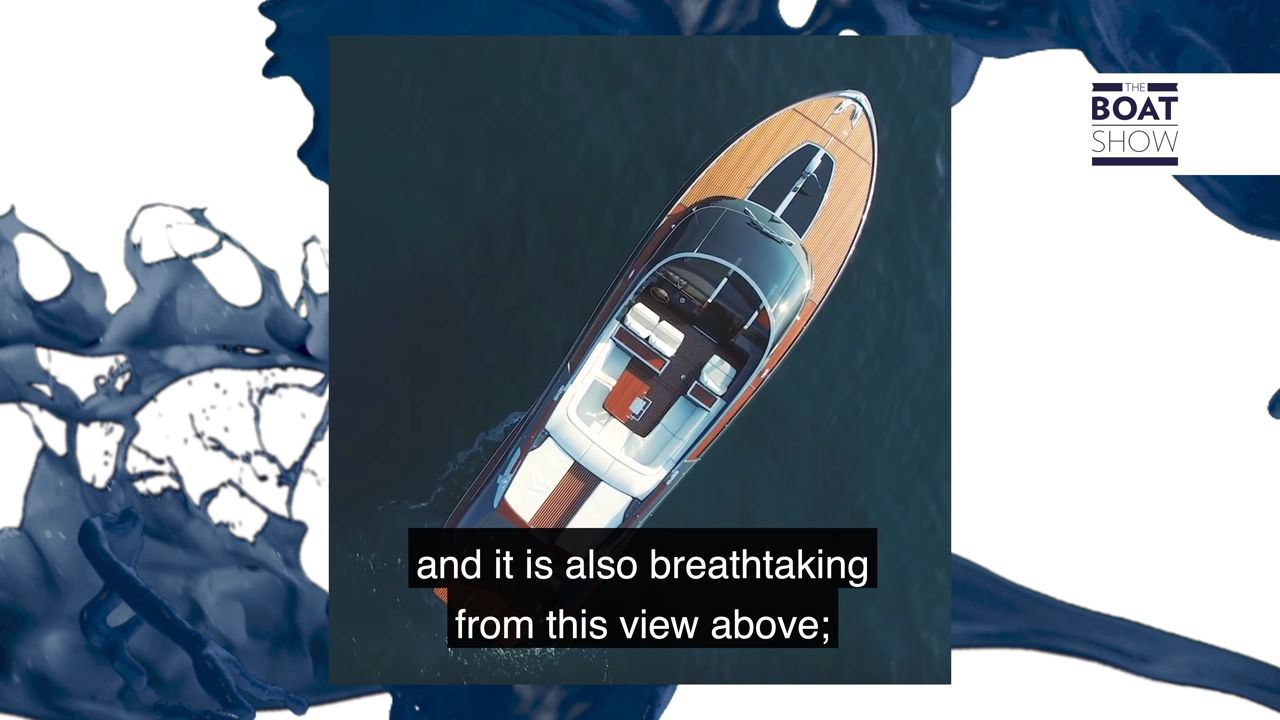 THE
BOAT
SHOW
and it is also breathtaking
from this view above;